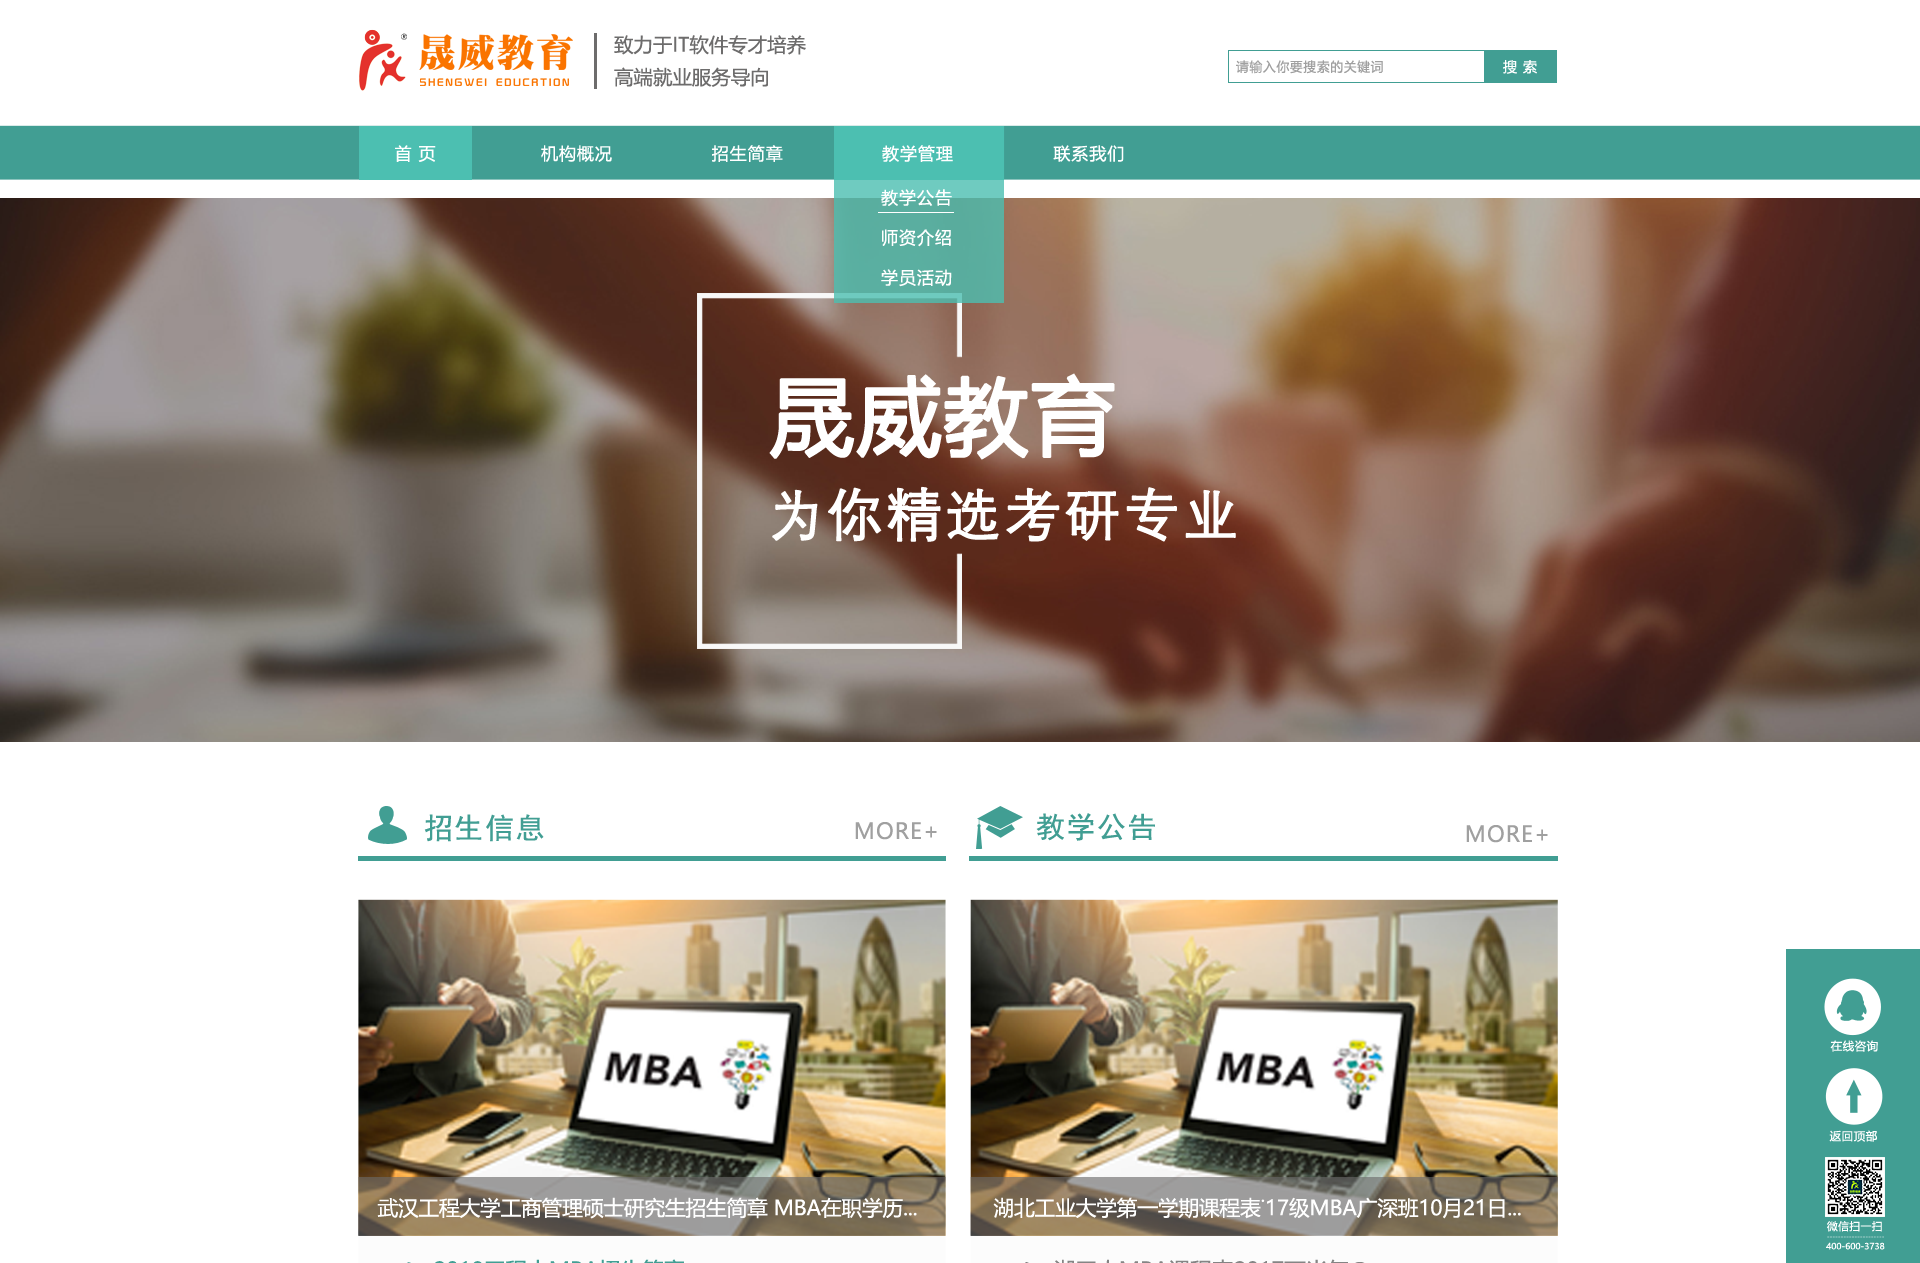 晟威教育
SHENGWEI EDUCATION
®
致力于IT软件专才培养
高端就业服务导向
请输入你要搜索的关键词
搜 索
首 页
机构概况
招生简章
教学管理
联系我们
教学公告
师资介绍
学员活动
晟威教育
为你精选考研专业
招生信息
MORE+
教学公告
MORE+
MBA
MBA
武汉工程大学工商管理硕士研究生招生简章 MBA在职学历...
湖北工业大学第一学期课程表'17级MBA广深班10月21日...
在线咨询
返回顶部
微信扫一扫
400-600-3738